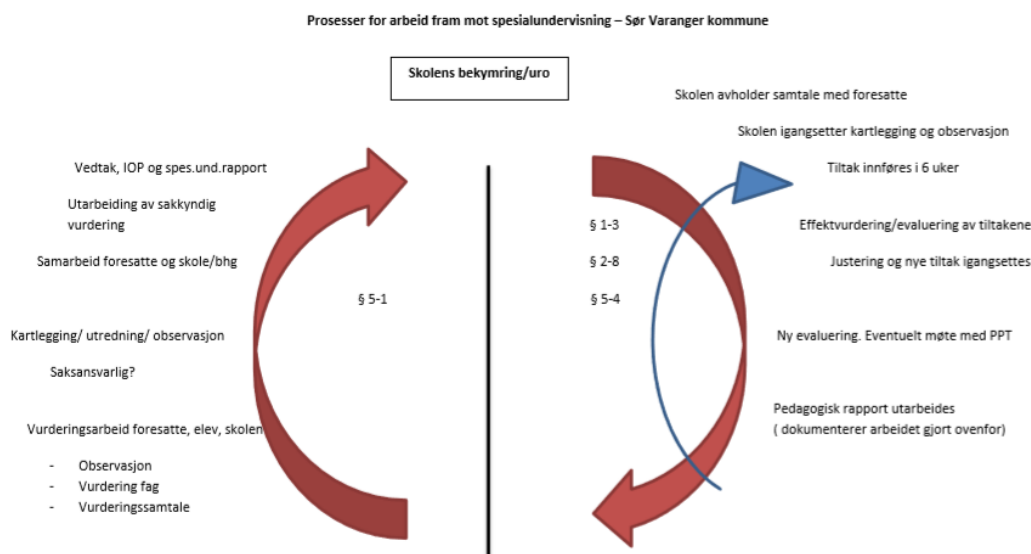 Prosesser for arbeid fram mot spesialundervisning – Sør Varanger kommune
Skolens bekymring/uro
Skolen avholder samtale med foresatte
Skolen igangsetter kartlegging og observasjon
Tiltak innføres i 6 uker
Effektvurdering/evaluering av tiltakene
Justering og nye tiltak igangsettes
Ny evaluering. Eventuelt møte med PPT
Pedagogisk rapport utarbeides
( dokumenterer arbeidet gjort ovenfor)
§ 1-3
§ 2-8
§ 5-4
§ 5-1
Vedtak, IOP og spes.und.rapport
Utarbeiding av sakkyndig
vurdering
Samarbeid foresatte og skole/bhg
Kartlegging/ utredning/ observasjon
Saksansvarlig?
Vurderingsarbeid foresatte, elev, skolen
- Observasjon
- Vurdering fag
- Vurderingssamtale